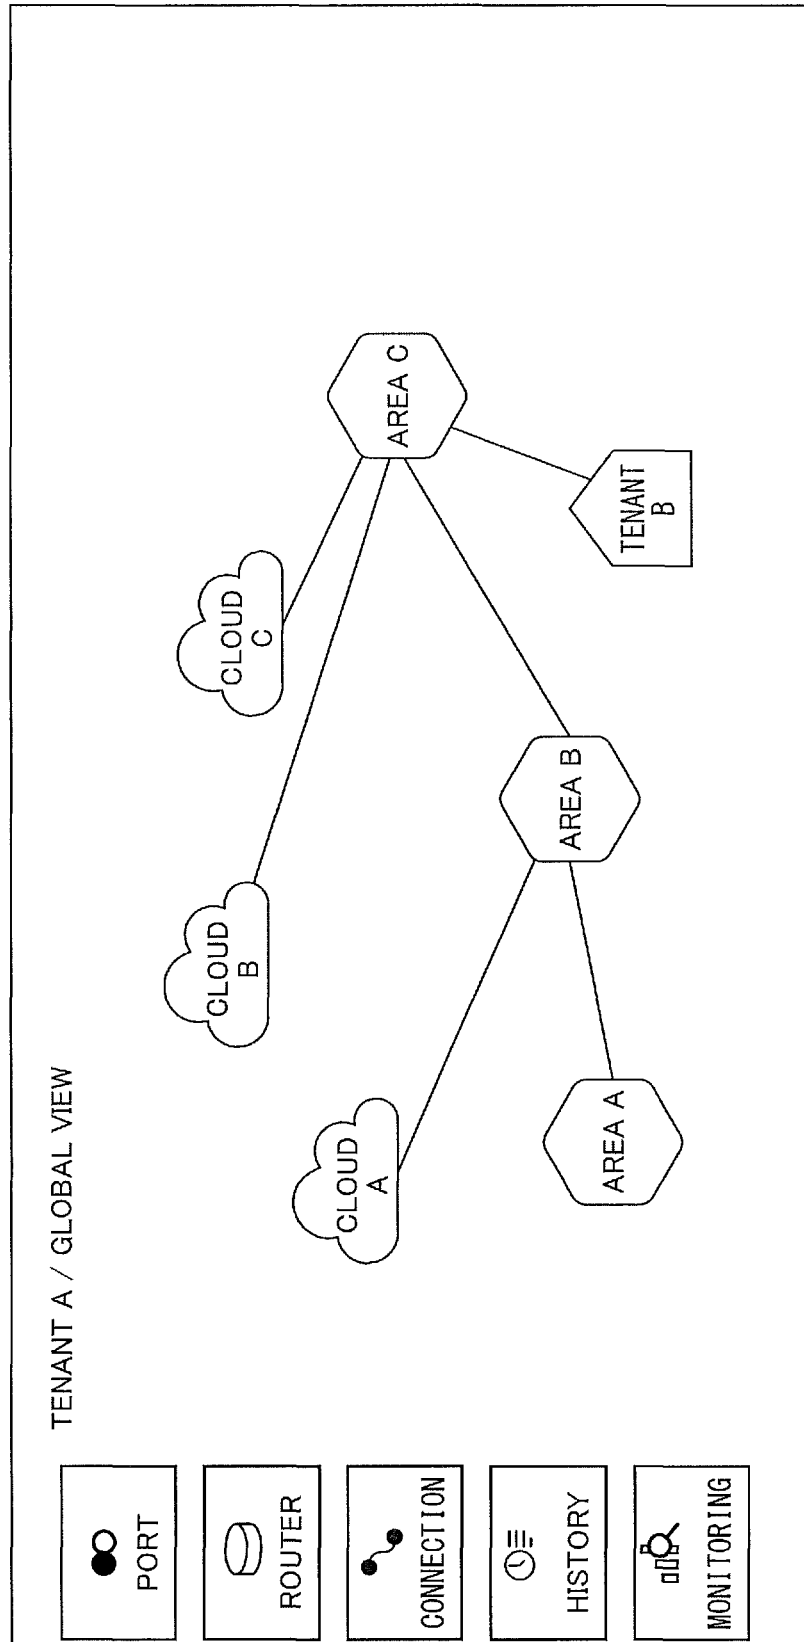 TENANT A / GLOBAL VIEW
PORT
ROUTER
CONNECTION
HISTORY
MONITORING
CLOUD
A
CLOUD
B
CLOUD
C
AREA A
AREA B
AREA C
TENANT
B